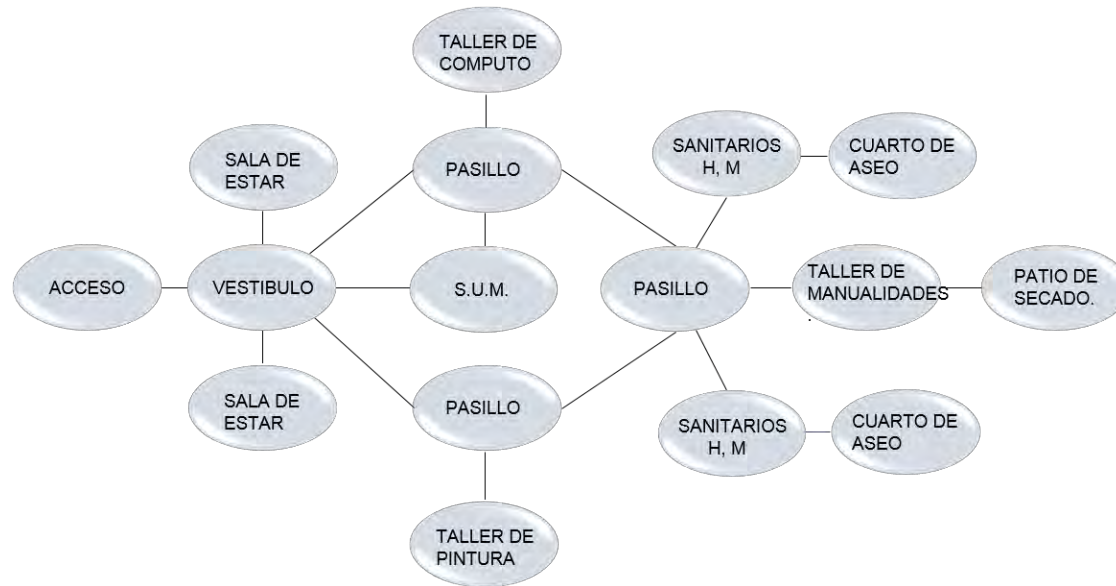 TALLER DE
COMPUTO
SALA DE
ESTAR
PASILLO
SANITARIOS
H, M
CUARTO DE
ASEO
ACCESO
VESTIBULO
S.U.M.
PASILLO
TALLER DE
MANUALIDADES
.
PATIO DE
SECADO.
SALA DE
ESTAR
PASILLO
SANITARIOS
H, M
CUARTO DE
ASEO
TALLER DE
PINTURA